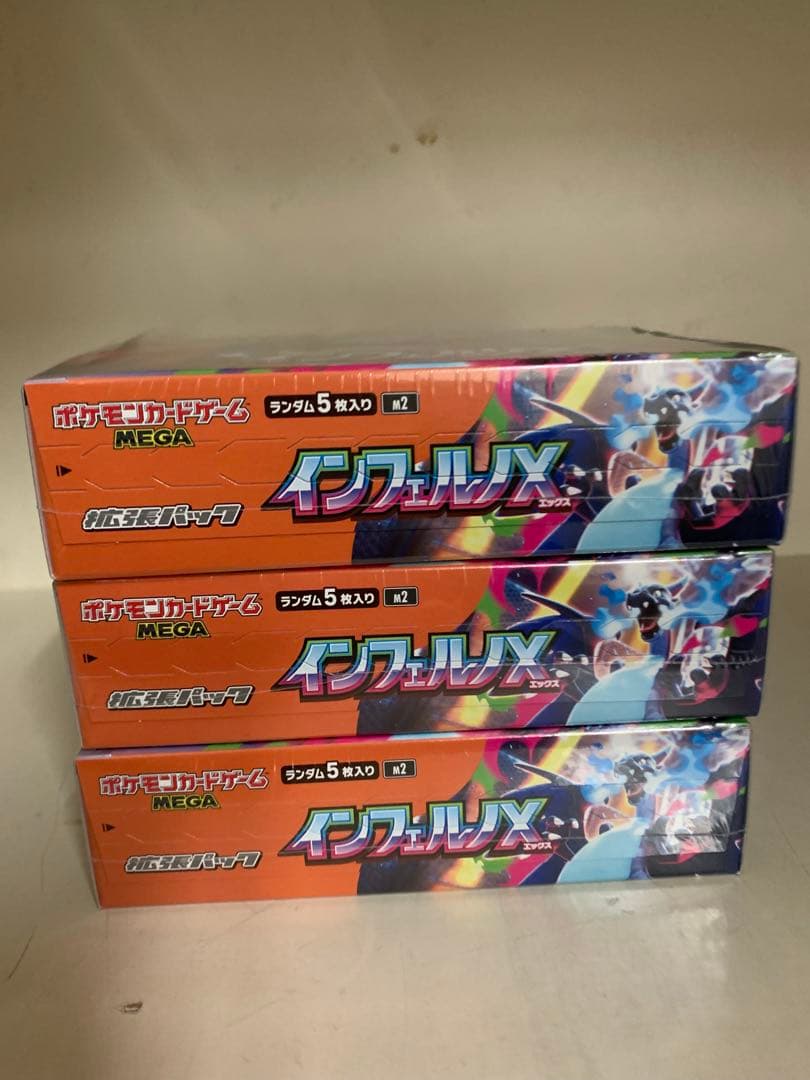 ポケモンカードゲーム
MEGA
ランダム5枚入り
M2
拡張パック
インフェルノX
エックス
ポケモンカードゲーム
MEGA
ランダム5枚入り
M2
拡張パック
インフェルノX
エックス
ポケモンカードゲーム
MEGA
ランダム5枚入り
M2
拡張パック
インフェルノX
エックス